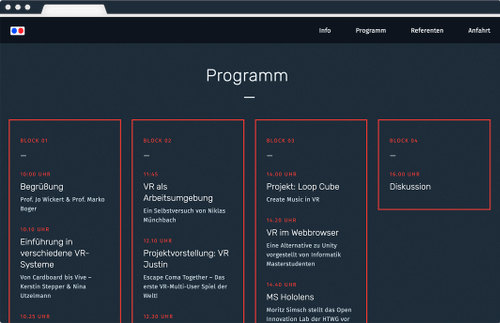 Info Programm Referenten Anfahrt
Programm
BLOCK 01
10:00 UHR
Begrüßung
Prof. Jo Wickert & Prof. Marko
Boger
10.10 UHR
Einführung in
verschiedene VR-
Systeme
Von Cardboard bis Vive –
Kerstin Stepper & Nina
Utzelmann
10.25 UHR
BLOCK 02
11:45
VR als
Arbeitsumgebung
Ein Selbstversuch von Niklas
Münchbach
12.10 UHR
Projektvorstellung: VR
Justin
Escape Coma Together – Das
erste VR-Multi-User Spiel der
Welt!
12.30 UHR
BLOCK 03
14.00 UHR
Projekt: Loop Cube
Create Music in VR
14.20 UHR
VR im Webbrowser
Eine Alternative zu Unity
vorgestellt von Informatik
Masterstudenten
14.40 UHR
MS Hololens
Moritz Simsch stellt das Open
Innovation Lab der HTWG vor
BLOCK 04
16.00 UHR
Diskussion